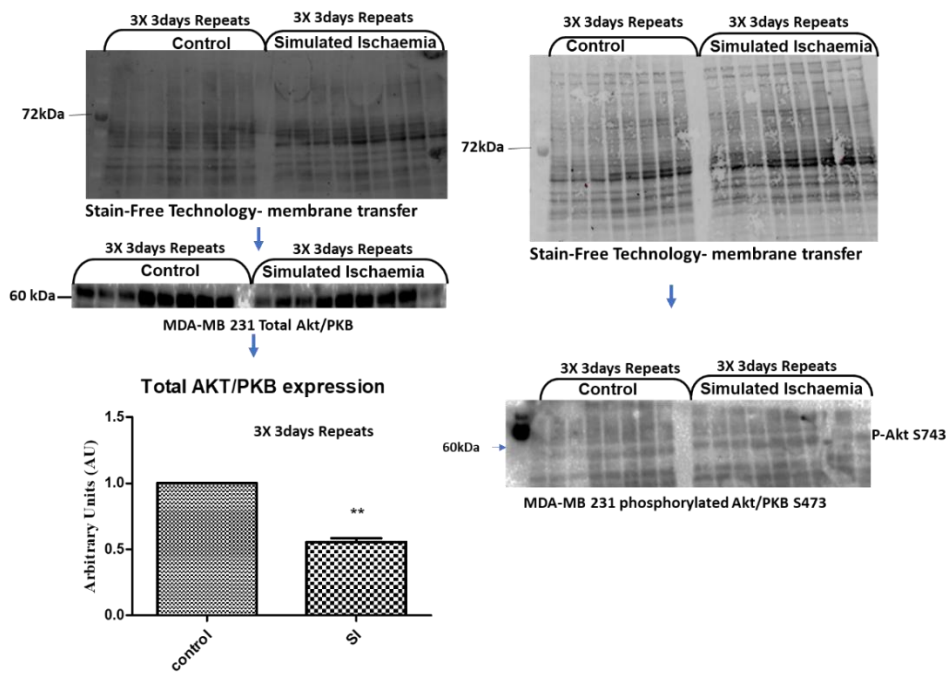 3X 3days Repeats
3X 3days Repeats
Control
Simulated Ischaemia
72kDa
Stain-Free Technology- membrane transfer
3X 3days Repeats
3X 3days Repeats
Control
Simulated Ischaemia
60 kDa
MDA-MB 231 Total Akt/PKB
Total AKT/PKB expression
3X 3days Repeats
Arbitrary Units (AU)
1.5
1.0
0.5
0.0
**
control
SI
3X 3days Repeats
3X 3days Repeats
Control
Simulated Ischaemia
72kDa
Stain-Free Technology- membrane transfer
3X 3days Repeats
3X 3days Repeats
Control
Simulated Ischaemia
60kDa
P-Akt S743
MDA-MB 231 phosphorylated Akt/PKB S473